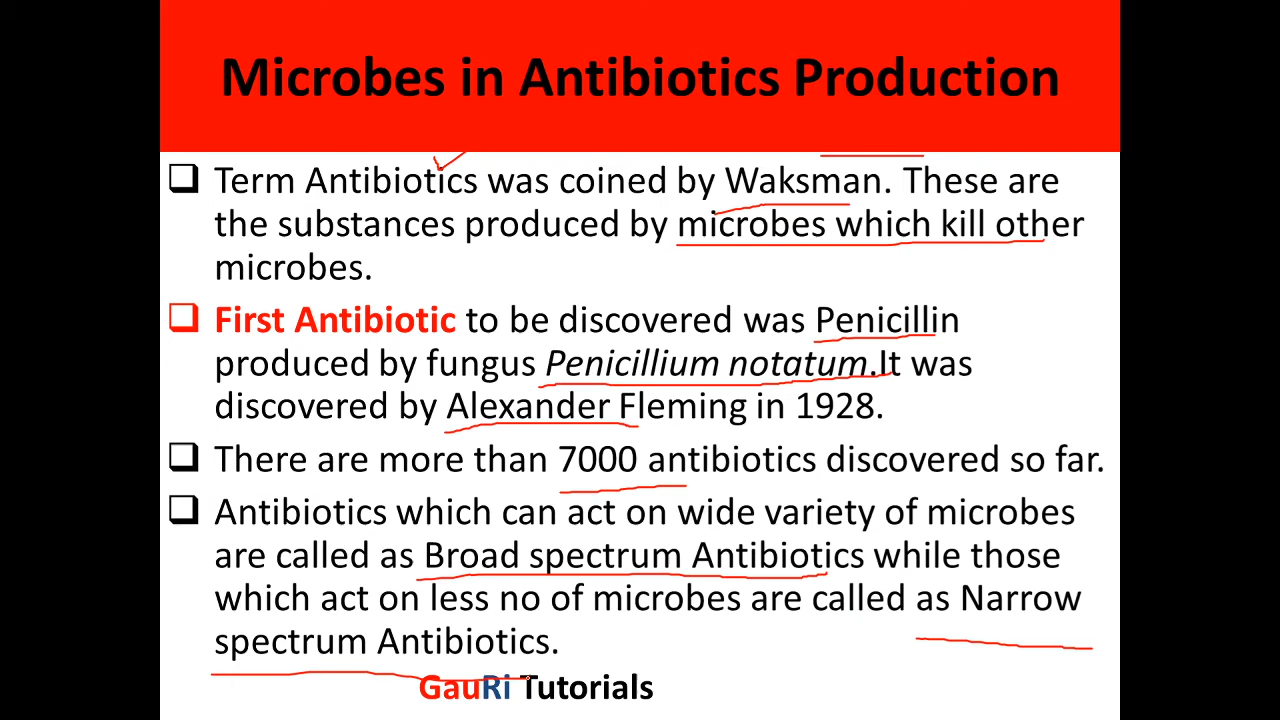 Microbes in Antibiotics Production
Term Antibiotics was coined by Waksman. These are
the substances produced by microbes which kill other
microbes.
First Antibiotic to be discovered was Penicillin
produced by fungus Penicillium notatum.It was
discovered by Alexander Fleming in 1928.
There are more than 7000 antibiotics discovered so far.
Antibiotics which can act on wide variety of microbes
are called as Broad spectrum Antibiotics while those
which act on less no of microbes are called as Narrow
spectrum Antibiotics.
GauRi Tutorials